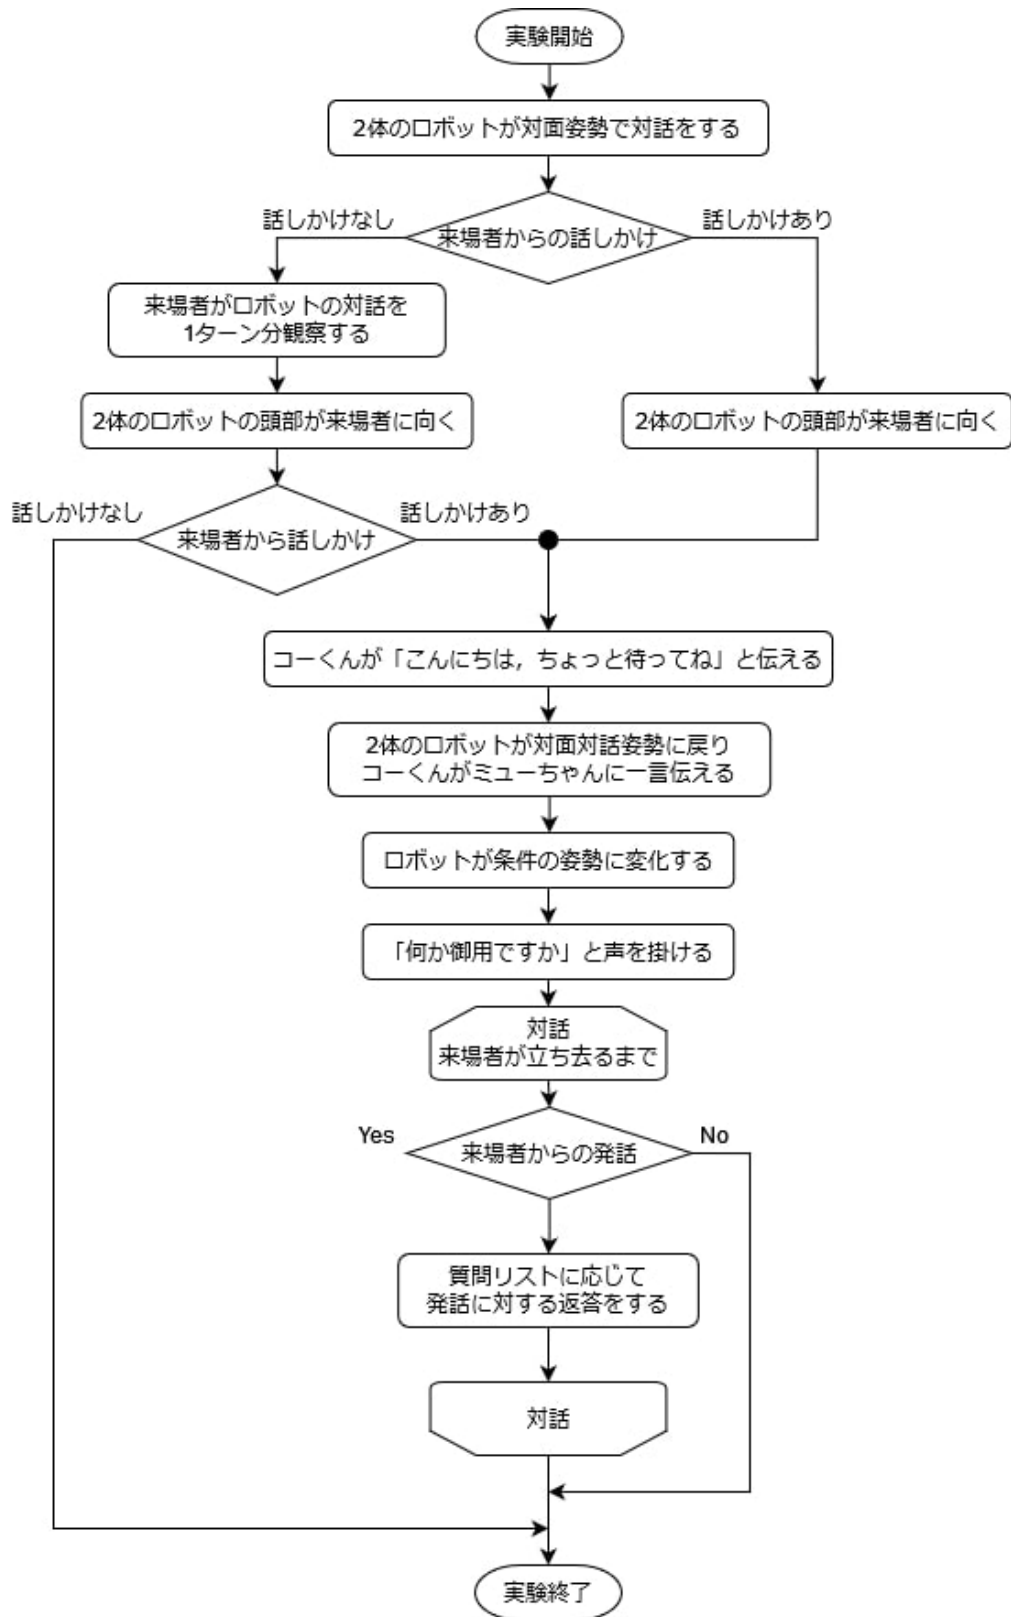 実験開始
2体のロボットが対面姿勢で対話をする
話しかけなし
話しかけあり
来場者からの話しかけ
来場者がロボットの対話を
1ターン分観察する
2体のロボットの頭部が来場者に向く
2体のロボットの頭部が来場者に向く
話しかけなし
話しかけあり
来場者から話しかけ
コーくんが「こんにちは，ちょっと待ってね」と伝える
2体のロボットが対面対話姿勢に戻り
コーくんがミューちゃんに一言伝える
ロボットが条件の姿勢に変化する
「何か御用ですか」と声を掛ける
対話
来場者が立ち去るまで
Yes
No
来場者からの発話
質問リストに応じて
発話に対する返答をする
対話
実験終了